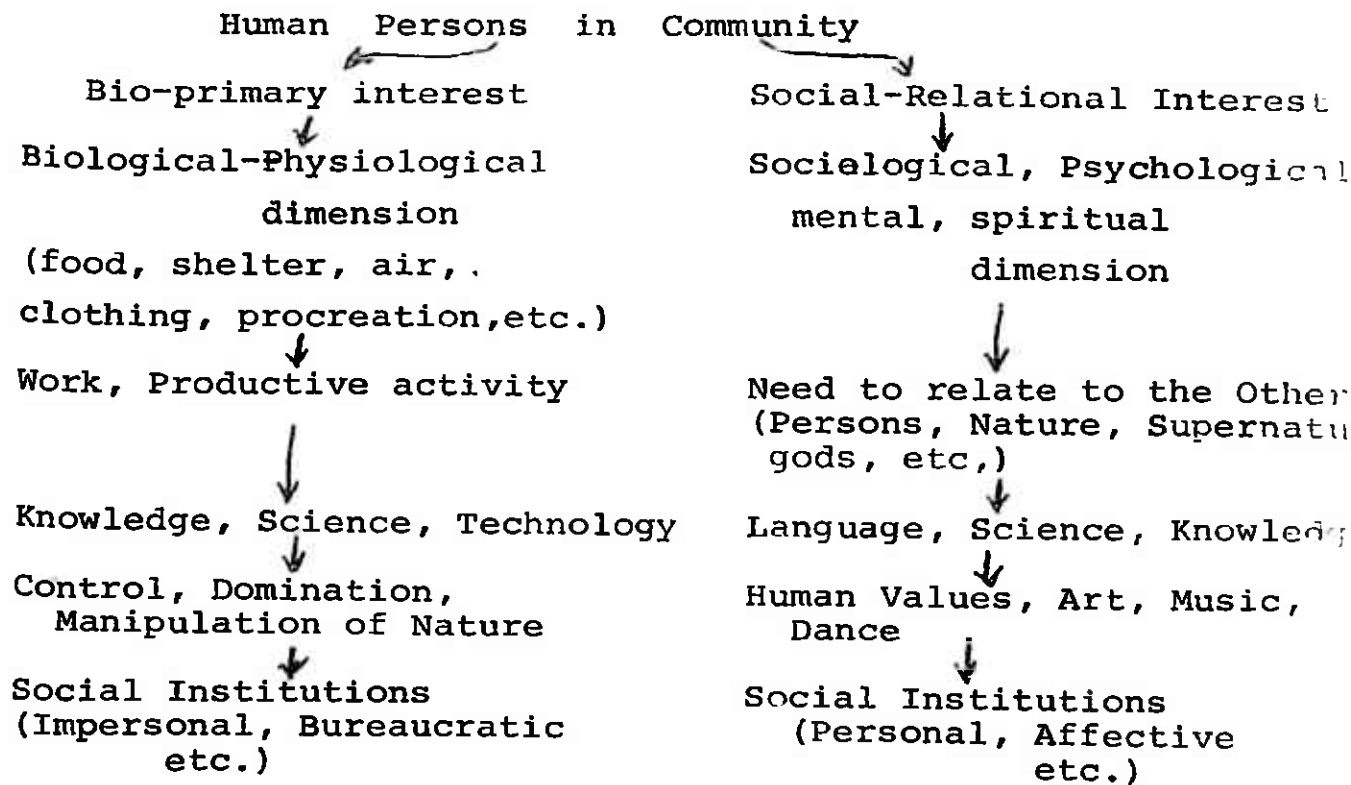 Human Persons in Community
Bio-primary interest
Biological-Physiological
dimension
(food, shelter, air, .
clothing, procreation,etc.)
Work, Productive activity
Knowledge, Science, Technology
Control, Domination,
Manipulation of Nature
Social Institutions
(Impersonal, Bureaucratic
etc.)
Social-Relational Interest
Socielogical, Psychological
mental, spiritual
dimension
Need to relate to the Other
(Persons, Nature, Supernatu
gods, etc,)
Language, Science, Knowledg
Human Values, Art, Music,
Dance
Social Institutions
(Personal, Affective
etc.)